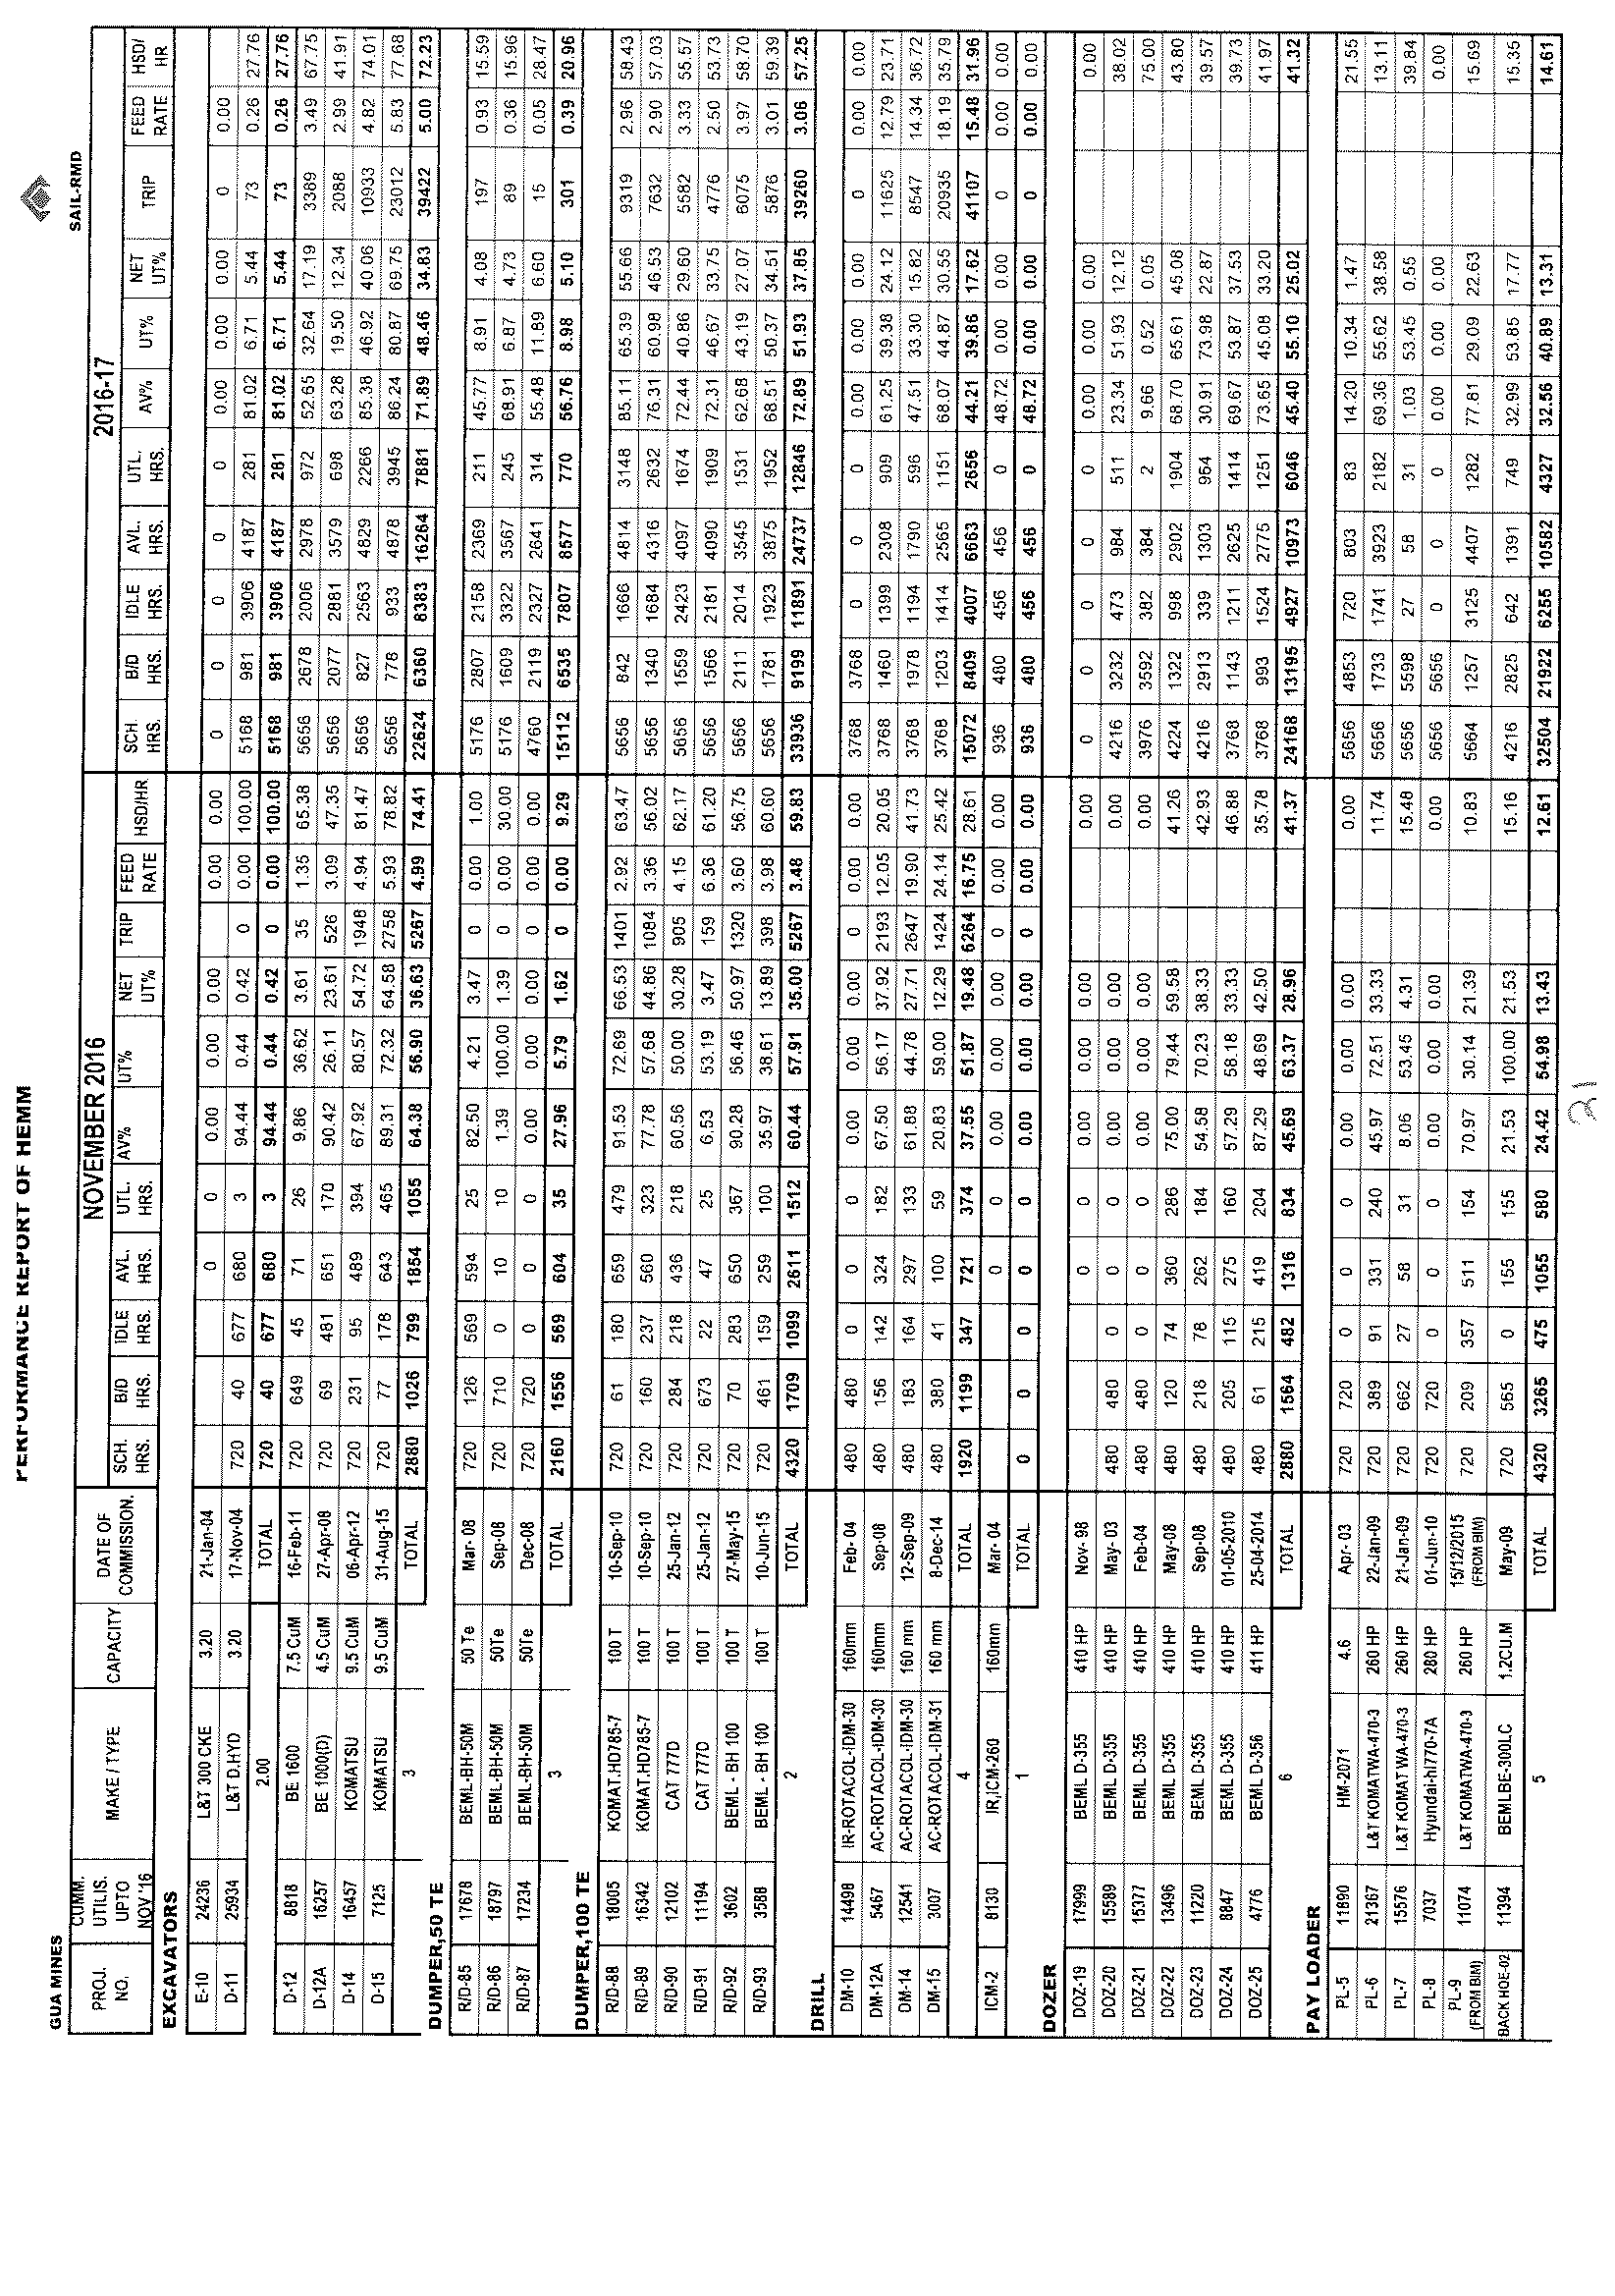 PERFORMANCE REPORT OF HEMM
SAIL-RMD
GUA MINES
NOVEMBER 2016 2016-17
PROJ. NO. CUMM. UTILIS. UPTO NOV'16 MAKE / TYPE CAPACITY DATE OF COMMISSION. SCH. HRS. B/D HRS. IDLE HRS. AVL. HRS. UTL. HRS. AV% UT% NET UT% TRIP FEED RATE HSD/HR SCH. HRS. B/D HRS. IDLE HRS. AVL. HRS. UTL. HRS. AV% UT% NET UT% TRIP FEED RATE HSD/ HR
EXCAVATORS
E-10 24236 L&T 300 CKE 3.20 21-Jan-04 0 0 0.00 0.00 0.00 0.00 0.00 0 0 0 0 0 0.00 0.00 0.00 0 0.00
D-11 25934 L&T D.HYD 3.20 17-Nov-04 720 40 677 680 3 94.44 0.44 0.42 0 0.00 100.00 5168 981 3906 4187 281 81.02 6.71 5.44 73 0.26 27.76
2.00 TOTAL 720 40 677 680 3 94.44 0.44 0.42 0 0.00 100.00 5168 981 3906 4187 281 81.02 6.71 5.44 73 0.26 27.76
D-12 8818 BE 1600 7.5 CuM 16-Feb-11 720 649 45 71 26 9.86 36.62 3.61 35 1.35 65.38 5656 2678 2006 2978 972 52.65 32.64 17.19 3389 3.49 67.75
D-12A 16257 BE 1000(D) 4.5 CuM 27-Apr-08 720 69 481 651 170 90.42 26.11 23.61 526 3.09 47.35 5656 2077 2881 3579 698 63.28 19.50 12.34 2088 2.99 41.91
D-14 16457 KOMATSU 9.5 CuM 06-Apr-12 720 231 95 489 394 67.92 80.57 54.72 1948 4.94 81.47 5656 827 2563 4829 2266 85.38 46.92 40.06 10933 4.82 74.01
D-15 7125 KOMATSU 9.5 CuM 31-Aug-15 720 77 178 643 465 89.31 72.32 64.58 2758 5.93 78.82 5656 778 933 4878 3945 86.24 80.87 69.75 23012 5.83 77.68
3 TOTAL 2880 1026 799 1854 1055 64.38 56.90 36.63 5267 4.99 74.41 22624 6360 8383 16264 7881 71.89 48.46 34.83 39422 5.00 72.23
DUMPER,50 TE
R/D-85 17678 BEML-BH-50M 50 Te Mar- 08 720 126 569 594 25 82.50 4.21 3.47 0 0.00 1.00 5176 2807 2158 2369 211 45.77 8.91 4.08 197 0.93 15.59
R/D-86 18797 BEML-BH-50M 50Te Sep-08 720 710 0 10 10 1.39 100.00 1.39 0 0.00 30.00 5176 1609 3322 3567 245 68.91 6.87 4.73 89 0.36 15.96
R/D-87 17234 BEML-BH-50M 50Te Dec-08 720 720 0 0 0 0.00 0.00 0.00 0 0.00 0.00 4760 2119 2327 2641 314 55.48 11.89 6.60 15 0.05 28.47
3 TOTAL 2160 1556 569 604 35 27.96 5.79 1.62 0 0.00 9.29 15112 6535 7807 8577 770 56.76 8.98 5.10 301 0.39 20.96
DUMPER,100 TE
R/D-88 18005 KOMAT.HD785-7 100 T 10-Sep-10 720 61 180 659 479 91.53 72.69 66.53 1401 2.92 63.47 5656 842 1666 4814 3148 85.11 65.39 55.66 9319 2.96 58.43
R/D-89 16342 KOMAT.HD785-7 100 T 10-Sep-10 720 160 237 560 323 77.78 57.68 44.86 1084 3.36 56.02 5656 1340 1684 4316 2632 76.31 60.98 46.53 7632 2.90 57.03
R/D-90 12102 CAT 777D 100 T 25-Jan-12 720 284 218 436 218 60.56 50.00 30.28 905 4.15 62.17 5656 1559 2423 4097 1674 72.44 40.86 29.60 5582 3.33 55.57
R/D-91 11194 CAT 777D 100 T 25-Jan-12 720 673 22 47 25 6.53 53.19 3.47 159 6.36 61.20 5656 1566 2181 4090 1909 72.31 46.67 33.75 4776 2.50 53.73
R/D-92 3602 BEML - BH 100 100 T 27-May-15 720 70 283 650 367 90.28 56.46 50.97 1320 3.60 56.75 5656 2111 2014 3545 1531 62.68 43.19 27.07 6075 3.97 58.70
R/D-93 3588 BEML - BH 100 100 T 10-Jun-15 720 461 159 259 100 35.97 38.61 13.89 398 3.98 60.60 5656 1781 1923 3875 1952 68.51 50.37 34.51 5876 3.01 59.39
2 TOTAL 4320 1709 1099 2611 1512 60.44 57.91 35.00 5267 3.48 59.83 33936 9199 11891 24737 12846 72.89 51.93 37.85 39260 3.06 57.25
DRILL
DM-10 14498 IR-ROTACOL-IDM-30 160mm Feb- 04 480 480 0 0 0 0.00 0.00 0.00 0 0.00 0.00 3768 3768 0 0 0 0.00 0.00 0.00 0 0.00 0.00
DM-12A 5467 AC-ROTACOL-IDM-30 160mm Sep-08 480 156 142 324 182 67.50 56.17 37.92 2193 12.05 20.05 3768 1460 1399 2308 909 61.25 39.38 24.12 11625 12.79 23.71
DM-14 12541 AC-ROTACOL-IDM-30 160 mm 12-Sep-09 480 183 164 297 133 61.88 44.78 27.71 2647 19.90 41.73 3768 1978 1194 1790 596 47.51 33.30 15.82 8547 14.34 36.72
DM-15 3007 AC-ROTACOL-IDM-31 160 mm 8-Dec-14 480 380 41 100 59 20.83 59.00 12.29 1424 24.14 25.42 3768 1203 1414 2565 1151 68.07 44.87 30.55 20935 18.19 35.79
4 TOTAL 1920 1199 347 721 374 37.55 51.87 19.48 6264 16.75 28.61 15072 8409 4007 6663 2656 44.21 39.86 17.62 41107 15.48 31.96
ICM-2 8130 IR,ICM-260 160mm Mar- 04 0 0 0.00 0.00 0.00 0 0.00 0.00 936 480 456 456 0 48.72 0.00 0.00 0 0.00 0.00
1 TOTAL 0 0 0 0 0 0.00 0.00 0.00 0 0.00 0.00 936 480 456 456 0 48.72 0.00 0.00 0 0.00 0.00
DOZER
DOZ-19 17999 BEML D-355 410 HP Nov- 98 0 0 0.00 0.00 0.00 0.00 0 0 0 0 0 0.00 0.00 0.00 0.00
DOZ-20 15589 BEML D-355 410 HP May- 03 480 480 0 0 0 0.00 0.00 0.00 0.00 4216 3232 473 984 511 23.34 51.93 12.12 38.02
DOZ-21 15377 BEML D-355 410 HP Feb-04 480 480 0 0 0 0.00 0.00 0.00 0.00 3976 3592 382 384 2 9.66 0.52 0.05 75.00
DOZ-22 13496 BEML D-355 410 HP May-08 480 120 74 360 286 75.00 79.44 59.58 41.26 4224 1322 998 2902 1904 68.70 65.61 45.08 43.80
DOZ-23 11220 BEML D-355 410 HP Sep-08 480 218 78 262 184 54.58 70.23 38.33 42.93 4216 2913 339 1303 964 30.91 73.98 22.87 39.57
DOZ-24 8847 BEML D-355 410 HP 01-05-2010 480 205 115 275 160 57.29 58.18 33.33 46.88 3768 1143 1211 2625 1414 69.67 53.87 37.53 39.73
DOZ-25 4776 BEML D-356 411 HP 25-04-2014 480 61 215 419 204 87.29 48.69 42.50 35.78 3768 993 1524 2775 1251 73.65 45.08 33.20 41.97
6 TOTAL 2880 1564 482 1316 834 45.69 63.37 28.96 41.37 24168 13195 4927 10973 6046 45.40 55.10 25.02 41.32
PAY LOADER
PL-5 11890 HM-2071 4.6 Apr- 03 720 720 0 0 0 0.00 0.00 0.00 0.00 5656 4853 720 803 83 14.20 10.34 1.47 21.55
PL-6 21367 L&T KOMATWA-470-3 260 HP 22-Jan-09 720 389 91 331 240 45.97 72.51 33.33 11.74 5656 1733 1741 3923 2182 69.36 55.62 38.58 13.11
PL-7 15576 L&T KOMATWA-470-3 260 HP 21-Jan-09 720 662 27 58 31 8.06 53.45 4.31 15.48 5656 5598 27 58 31 1.03 53.45 0.55 39.84
PL-8 7037 Hyundai-hl770-7A 280 HP 01-Jun-10 720 720 0 0 0 0.00 0.00 0.00 0.00 5656 5656 0 0 0 0.00 0.00 0.00 0.00
PL-9 (FROM BIM) 11074 L&T KOMATWA-470-3 260 HP 15/12/2015 (FROM BIM) 720 209 357 511 154 70.97 30.14 21.39 10.83 5664 1257 3125 4407 1282 77.81 29.09 22.63 15.69
BACK HOE-02 11394 BEMLBE-300LC 1.2CU.M May-09 720 565 0 155 155 21.53 100.00 21.53 15.16 4216 2825 642 1391 749 32.99 53.85 17.77 15.35
5 TOTAL 4320 3265 475 1055 580 24.42 54.98 13.43 12.61 32504 21922 6255 10582 4327 32.56 40.89 13.31 14.61
21